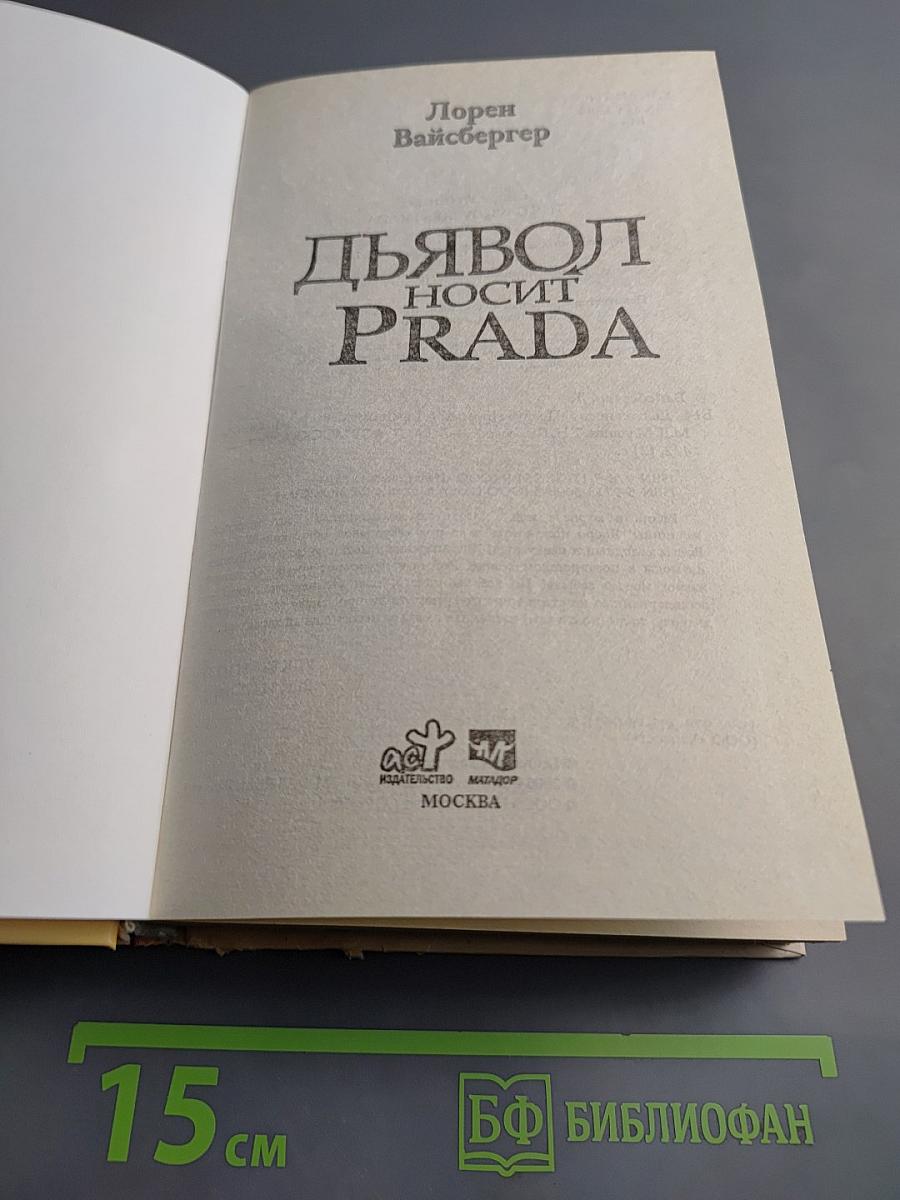 Лорен
Вайсбергер
ДЬЯВОЛ
НОСИТ
PRADA
аст
ИЗДАТЕЛЬСТВО
МАТАДОР
МОСКВА
15 см
БФ БИБЛИОФАН